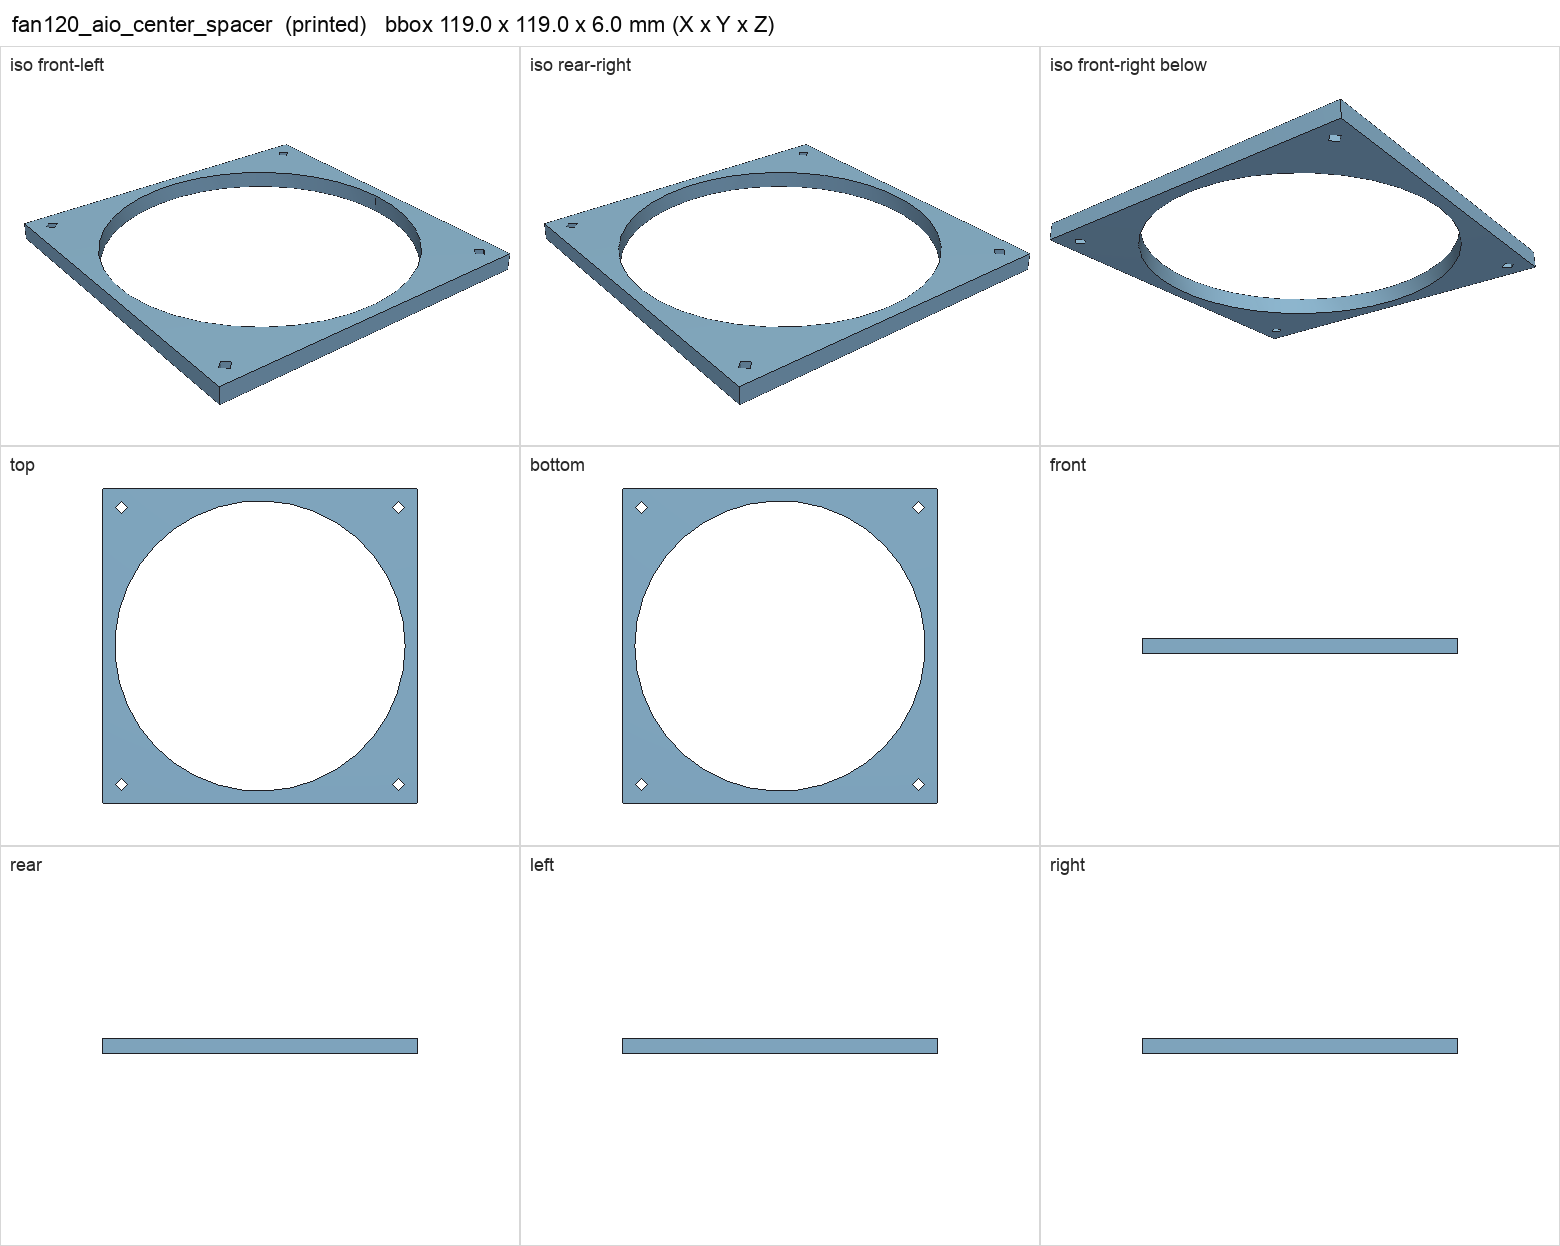 fan120_aio_center_spacer (printed) bbox 119.0 x 119.0 x 6.0 mm (X x Y x Z)
iso front-left
iso rear-right
iso front-right below
top
bottom
front
rear
left
right